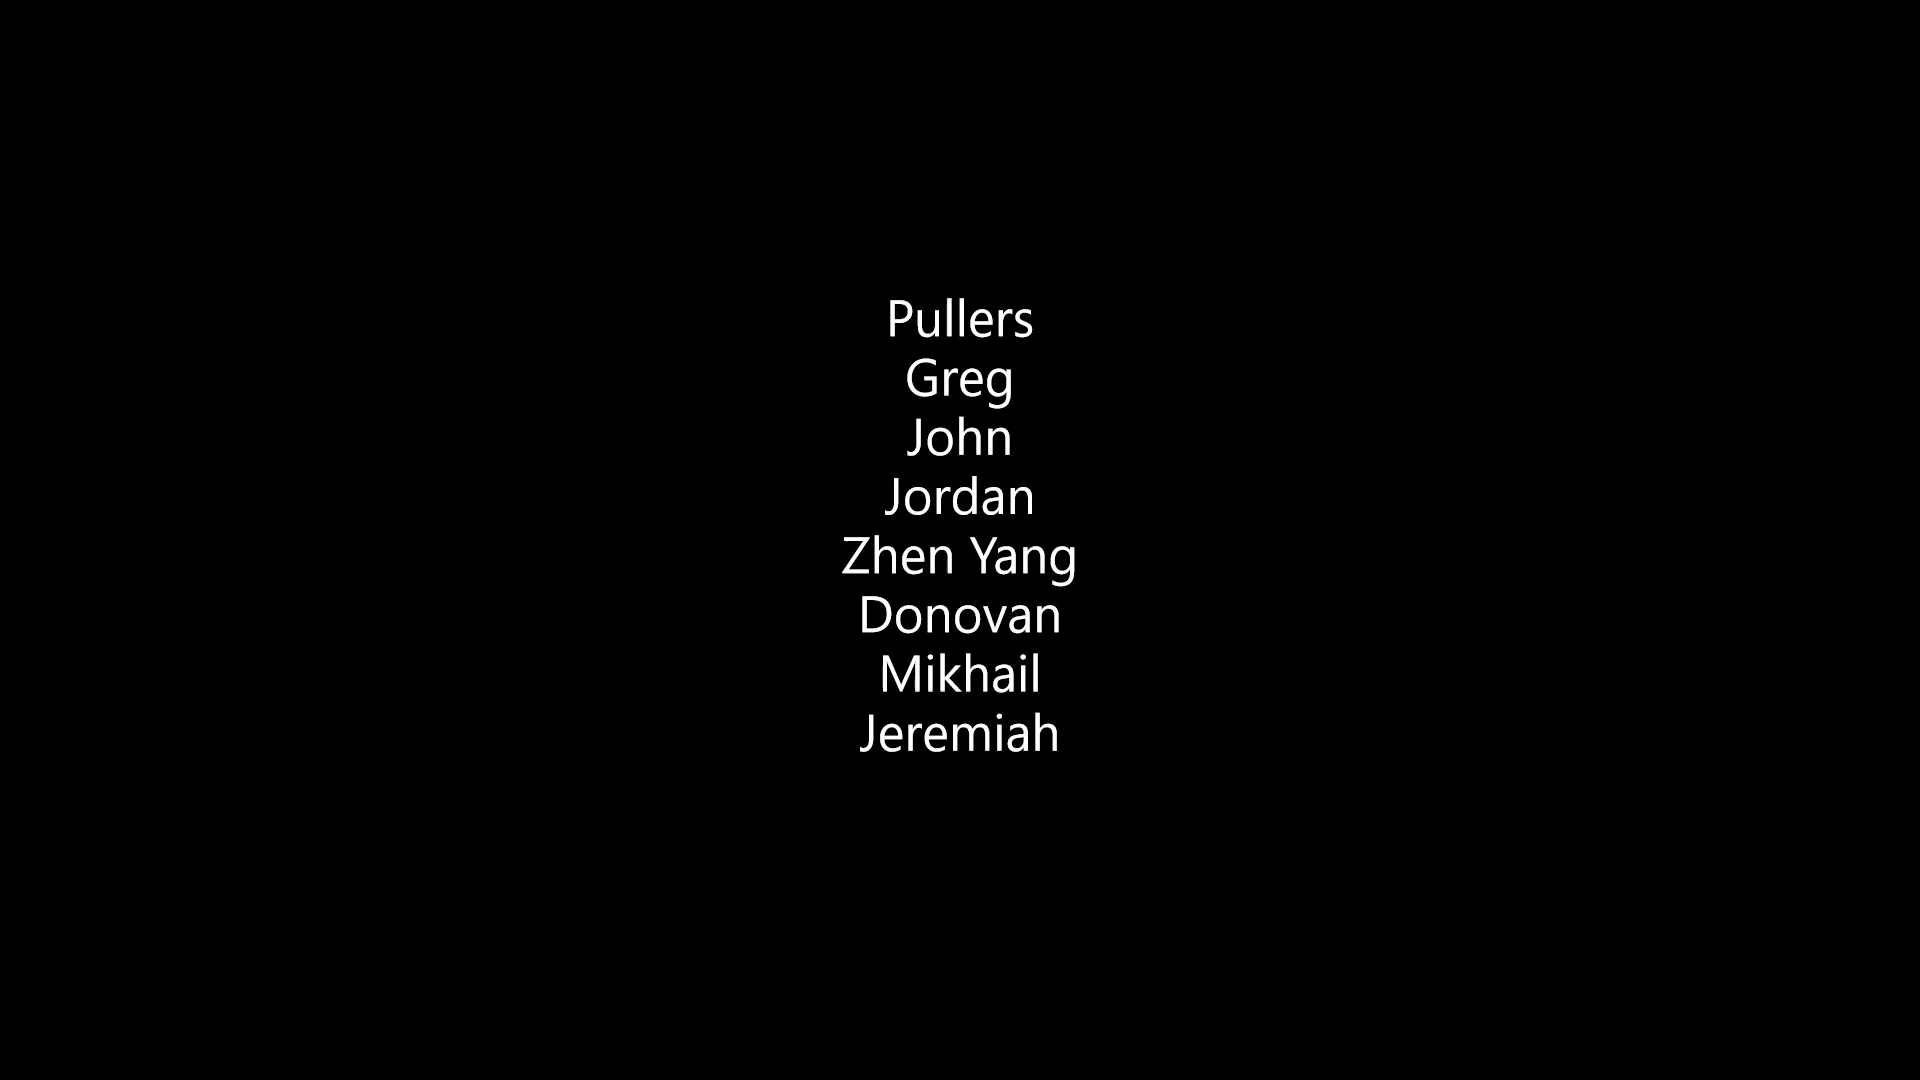 Pullers
Greg
John
Jordan
Zhen Yang
Donovan
Mikhail
Jeremiah